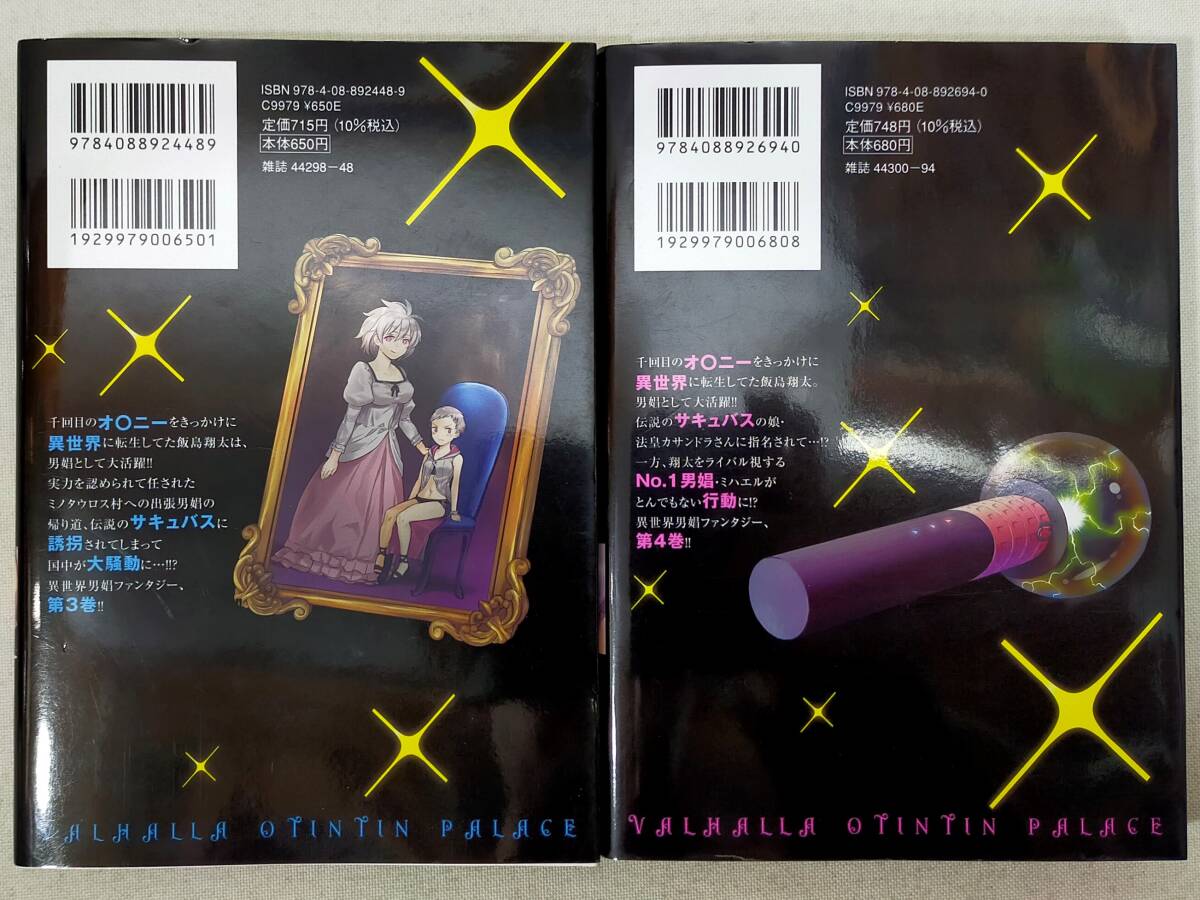 ISBN 978-4-08-892448-9
C9979 ¥650E
定価715円(10%税込)
本体650円
雑誌 44298-48
9784088924489
1929979006501
千回目のオ〇ニーをきっかけに
異世界に転生してた飯島翔太は、
男娼として大活躍!!
実力を認められて任された
ミノタウロス村への出張男娼の
帰り道、伝説のサキュバスに
誘拐されてしまって
国中が大騒動に…!!?
異世界男娼ファンタジー、
第3巻!!
VALHALLA OTINTIN PALACE
ISBN 978-4-08-892694-0
C9979 ¥680E
定価748円(10%税込)
本体680円
雑誌 44300-94
9784088926940
1929979006808
千回目のオ〇ニーをきっかけに
異世界に転生してた飯島翔太。
男娼として大活躍!!
伝説のサキュバスの娘・
法皇カサンドラさんに指名されて…!?
一方、翔太をライバル視する
No.1男娼・ミハエルが
とんでもない行動に!?
異世界男娼ファンタジー、
第4巻!!
VALHALLA OTINTIN PALACE